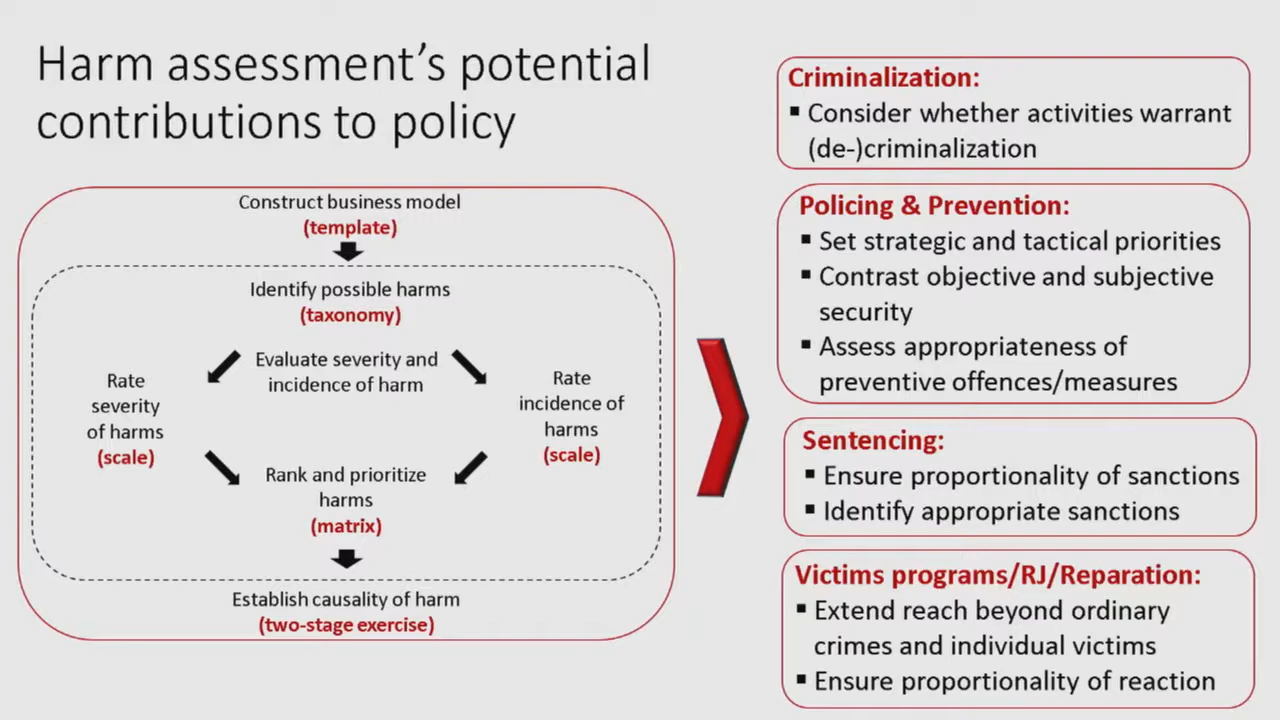 Harm assessment’s potential
contributions to policy
Construct business model
(template)
Identify possible harms
(taxonomy)
Evaluate severity and
incidence of harm
Rate
severity
of harms
(scale)
Rate
incidence of
harms
(scale)
Rank and prioritize
harms
(matrix)
Establish causality of harm
(two-stage exercise)
Criminalization:
▪ Consider whether activities warrant
(de-)criminalization
Policing & Prevention:
▪ Set strategic and tactical priorities
▪ Contrast objective and subjective
security
▪ Assess appropriateness of
preventive offences/measures
Sentencing:
▪ Ensure proportionality of sanctions
▪ Identify appropriate sanctions
Victims programs/RJ/Reparation:
▪ Extend reach beyond ordinary
crimes and individual victims
▪ Ensure proportionality of reaction